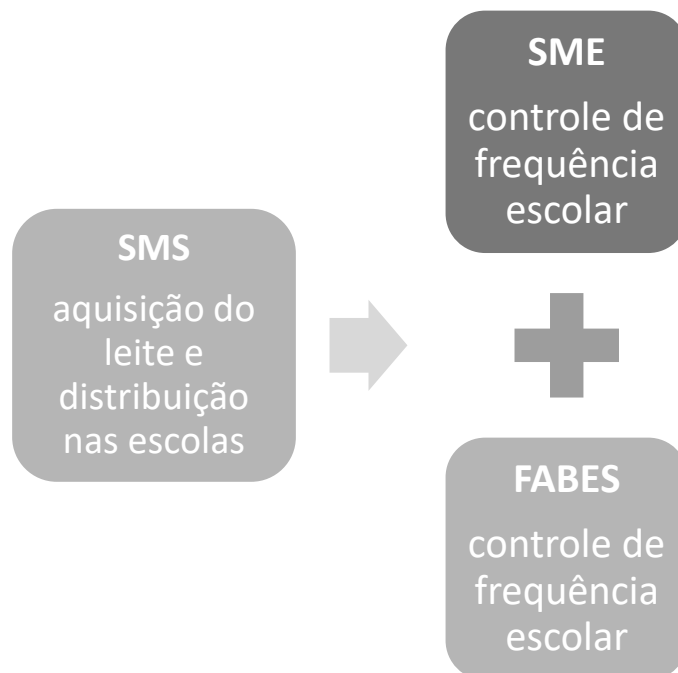 SMS
aquisição do
leite e
distribuição
nas escolas
SME
controle de
frequência
escolar
FABES
controle de
frequência
escolar